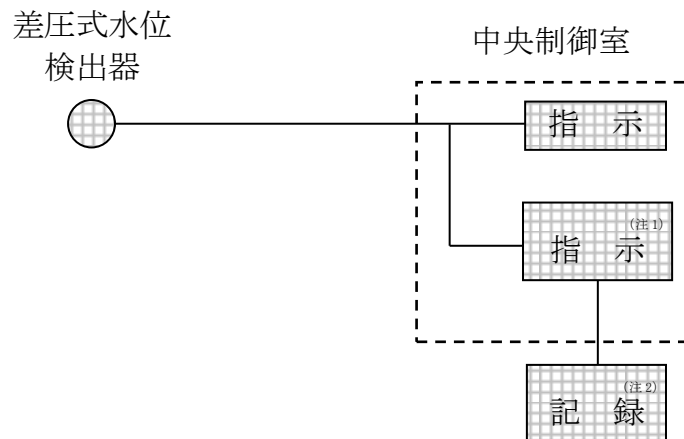 差圧式水位
検出器
中央制御室
指 示
(注1)
指 示
(注2)
記 録